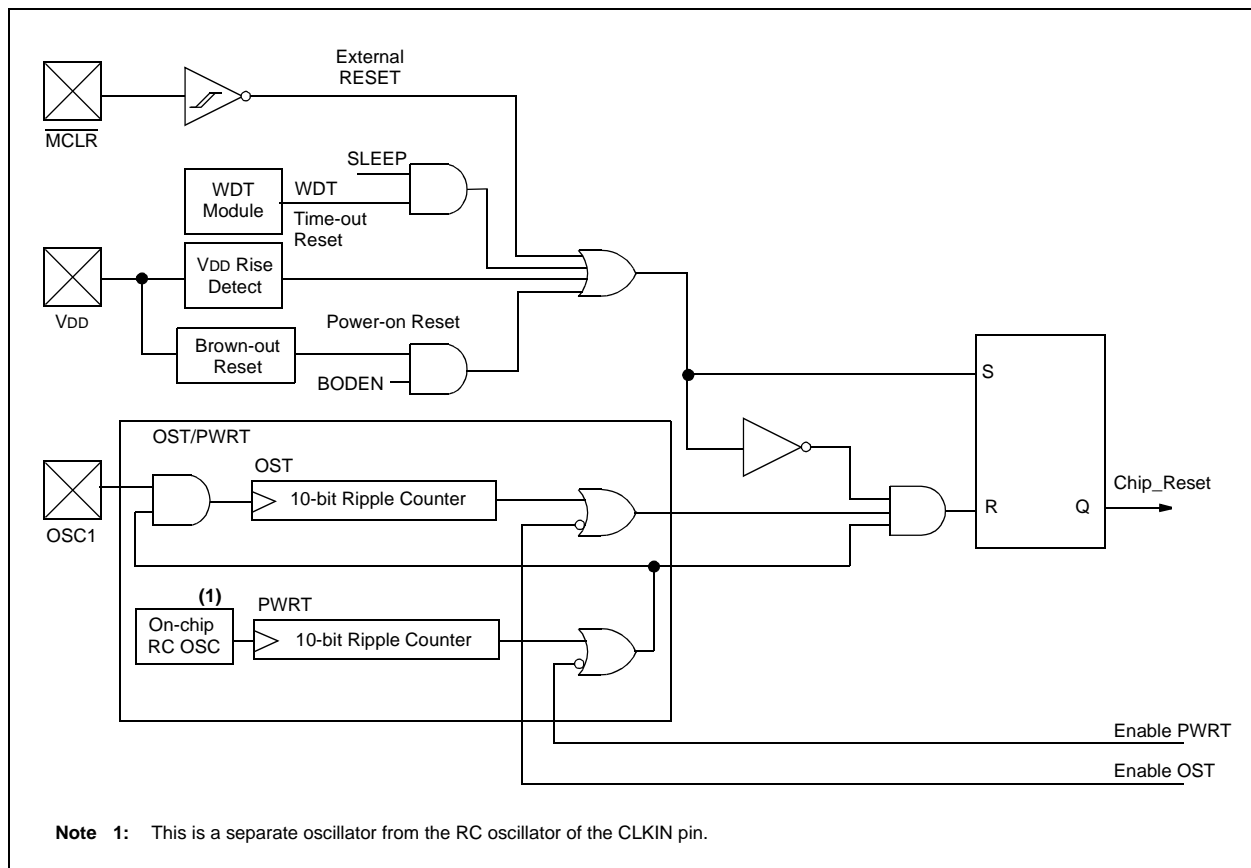 External
RESET
MCLR
SLEEP
WDT
Module
WDT
Time-out
Reset
VDD
VDD Rise
Detect
Power-on Reset
Brown-out
Reset
BODEN
S
R
Q
Chip_Reset
OST/PWRT
OSC1
OST
10-bit Ripple Counter
(1)
On-chip
RC OSC
PWRT
10-bit Ripple Counter
Enable PWRT
Enable OST
Note 1: This is a separate oscillator from the RC oscillator of the CLKIN pin.